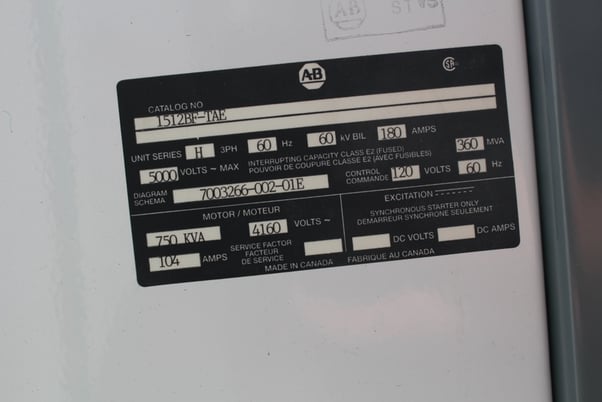 AB
ST
AB
SA
CATALOG NO
1512BF-TAE
UNIT SERIES H 3PH 60 Hz 60 kV BIL 180 AMPS
5000 VOLTS ~ MAX INTERRUPTING CAPACITY CLASS E2 (FUSED) 360 MVA
POUVOIR DE COUPURE CLASSE E2 (AVEC FUSIBLES)
DIAGRAM SCHEMA 7003266-002-01E CONTROL COMMANDE 120 VOLTS 60 Hz
MOTOR / MOTEUR
EXCITATION
750 KVA 4160 VOLTS ~
SYNCHRONOUS STARTER ONLY
DEMARREUR SYNCHRONE SEULEMENT
104 AMPS SERVICE FACTOR
FACTEUR DE SERVICE
DC VOLTS DC AMPS
MADE IN CANADA FABRIQUE AU CANADA